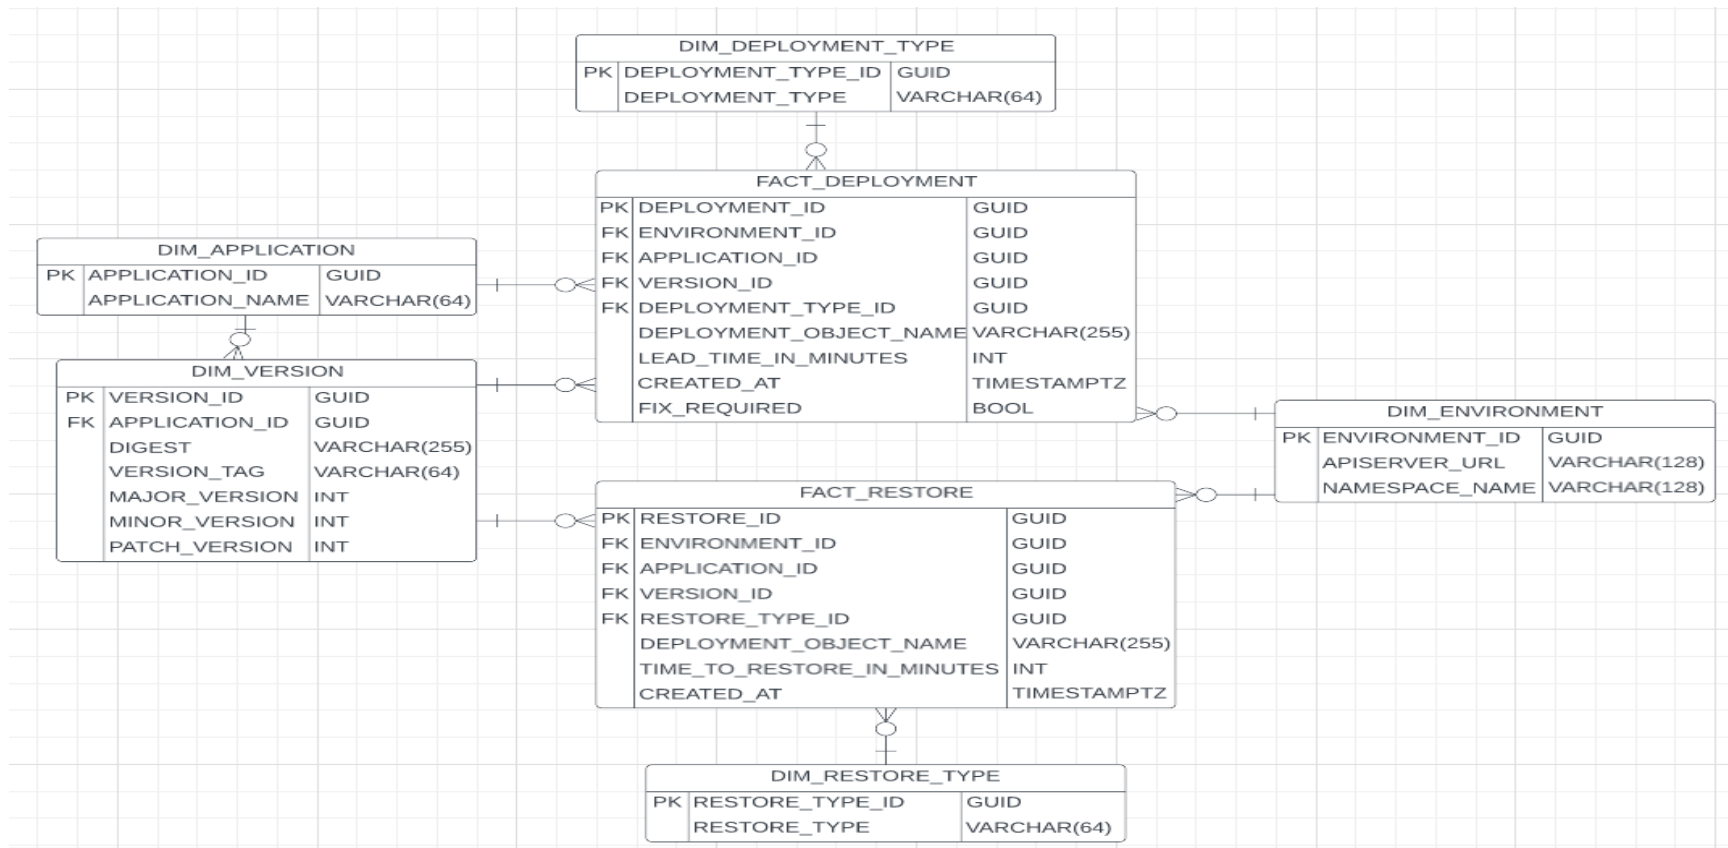 DIM_DEPLOYMENT_TYPE
PK DEPLOYMENT_TYPE_ID GUID
DEPLOYMENT_TYPE VARCHAR(64)
FACT_DEPLOYMENT
PK DEPLOYMENT_ID GUID
FK ENVIRONMENT_ID GUID
FK APPLICATION_ID GUID
FK VERSION_ID GUID
FK DEPLOYMENT_TYPE_ID GUID
DEPLOYMENT_OBJECT_NAME VARCHAR(255)
LEAD_TIME_IN_MINUTES INT
CREATED_AT TIMESTAMPTZ
FIX_REQUIRED BOOL
DIM_APPLICATION
PK APPLICATION_ID GUID
APPLICATION_NAME VARCHAR(64)
DIM_VERSION
PK VERSION_ID GUID
FK APPLICATION_ID GUID
DIGEST VARCHAR(255)
VERSION_TAG VARCHAR(64)
MAJOR_VERSION INT
MINOR_VERSION INT
PATCH_VERSION INT
DIM_ENVIRONMENT
PK ENVIRONMENT_ID GUID
APISERVER_URL VARCHAR(128)
NAMESPACE_NAME VARCHAR(128)
FACT_RESTORE
PK RESTORE_ID GUID
FK ENVIRONMENT_ID GUID
FK APPLICATION_ID GUID
FK VERSION_ID GUID
FK RESTORE_TYPE_ID GUID
DEPLOYMENT_OBJECT_NAME VARCHAR(255)
TIME_TO_RESTORE_IN_MINUTES INT
CREATED_AT TIMESTAMPTZ
DIM_RESTORE_TYPE
PK RESTORE_TYPE_ID GUID
RESTORE_TYPE VARCHAR(64)